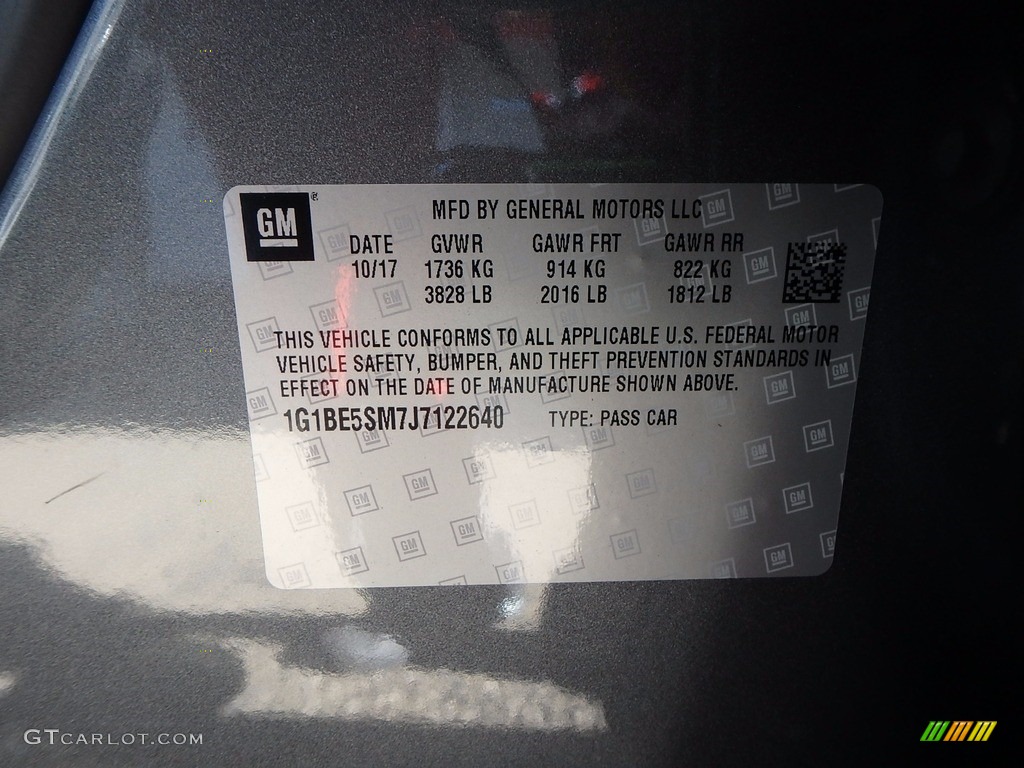 GM ®
MFD BY GENERAL MOTORS LLC
DATE GVWR GAWR FRT GAWR RR
10/17 1736 KG 914 KG 822 KG
3828 LB 2016 LB 1812 LB
THIS VEHICLE CONFORMS TO ALL APPLICABLE U.S. FEDERAL MOTOR
VEHICLE SAFETY, BUMPER, AND THEFT PREVENTION STANDARDS IN
EFFECT ON THE DATE OF MANUFACTURE SHOWN ABOVE.
1G1BE5SM7J7122640 TYPE: PASS CAR
GTCARLOT.COM